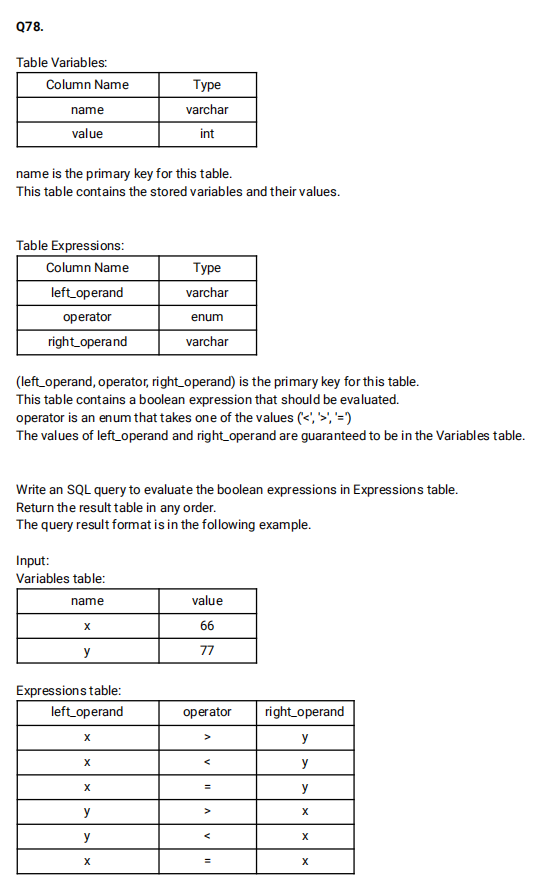 Q78.
Table Variables:
Column Name Type
name varchar
value int
name is the primary key for this table.
This table contains the stored variables and their values.
Table Expressions:
Column Name Type
left_operand varchar
operator enum
right_operand varchar
(left_operand, operator, right_operand) is the primary key for this table.
This table contains a boolean expression that should be evaluated.
operator is an enum that takes one of the values ('<', '>', '=')
The values of left_operand and right_operand are guaranteed to be in the Variables table.
Write an SQL query to evaluate the boolean expressions in Expressions table.
Return the result table in any order.
The query result format is in the following example.
Input:
Variables table:
name value
x 66
y 77
Expressions table:
left_operand operator right_operand
x > y
x < y
x = y
y > x
y < x
x = x